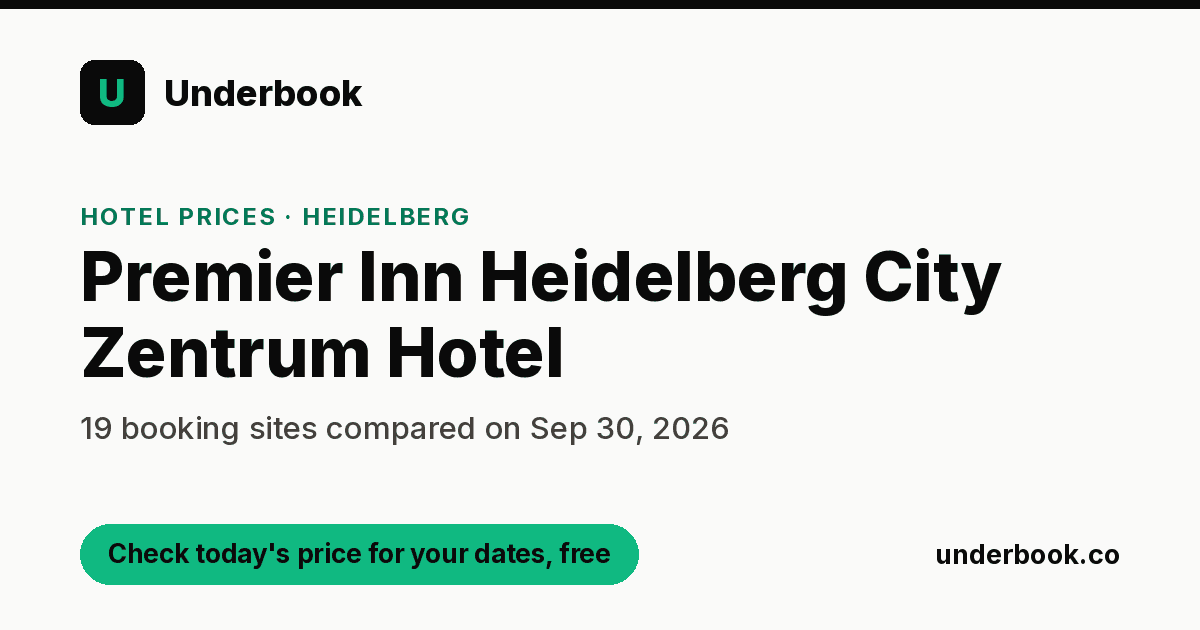 U Underbook
HOTEL PRICES · HEIDELBERG
Premier Inn Heidelberg City
Zentrum Hotel
19 booking sites compared on Sep 30, 2026
Check today's price for your dates, free
underbook.co